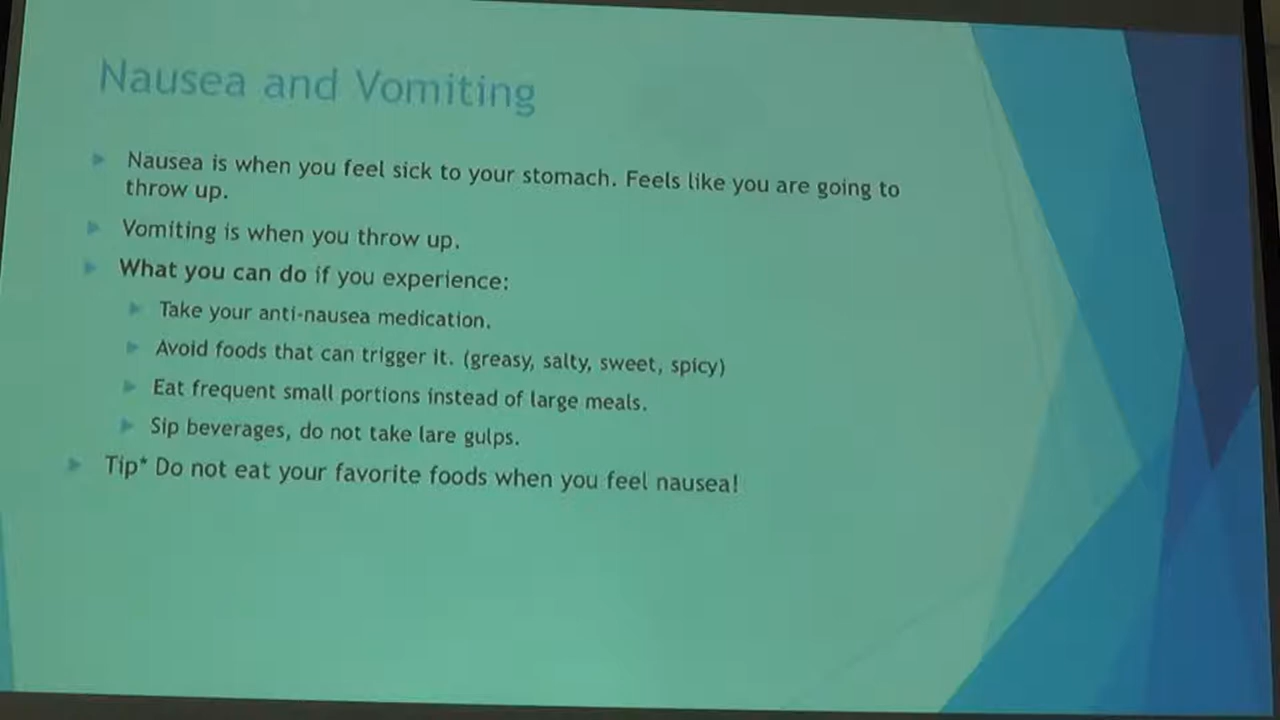 Nausea and Vomiting
Nausea is when you feel sick to your stomach. Feels like you are going to
throw up.
Vomiting is when you throw up.
What you can do if you experience:
Take your anti-nausea medication.
Avoid foods that can trigger it. (greasy, salty, sweet, spicy)
Eat frequent small portions instead of large meals.
Sip beverages, do not take lare gulps.
Tip* Do not eat your favorite foods when you feel nausea!